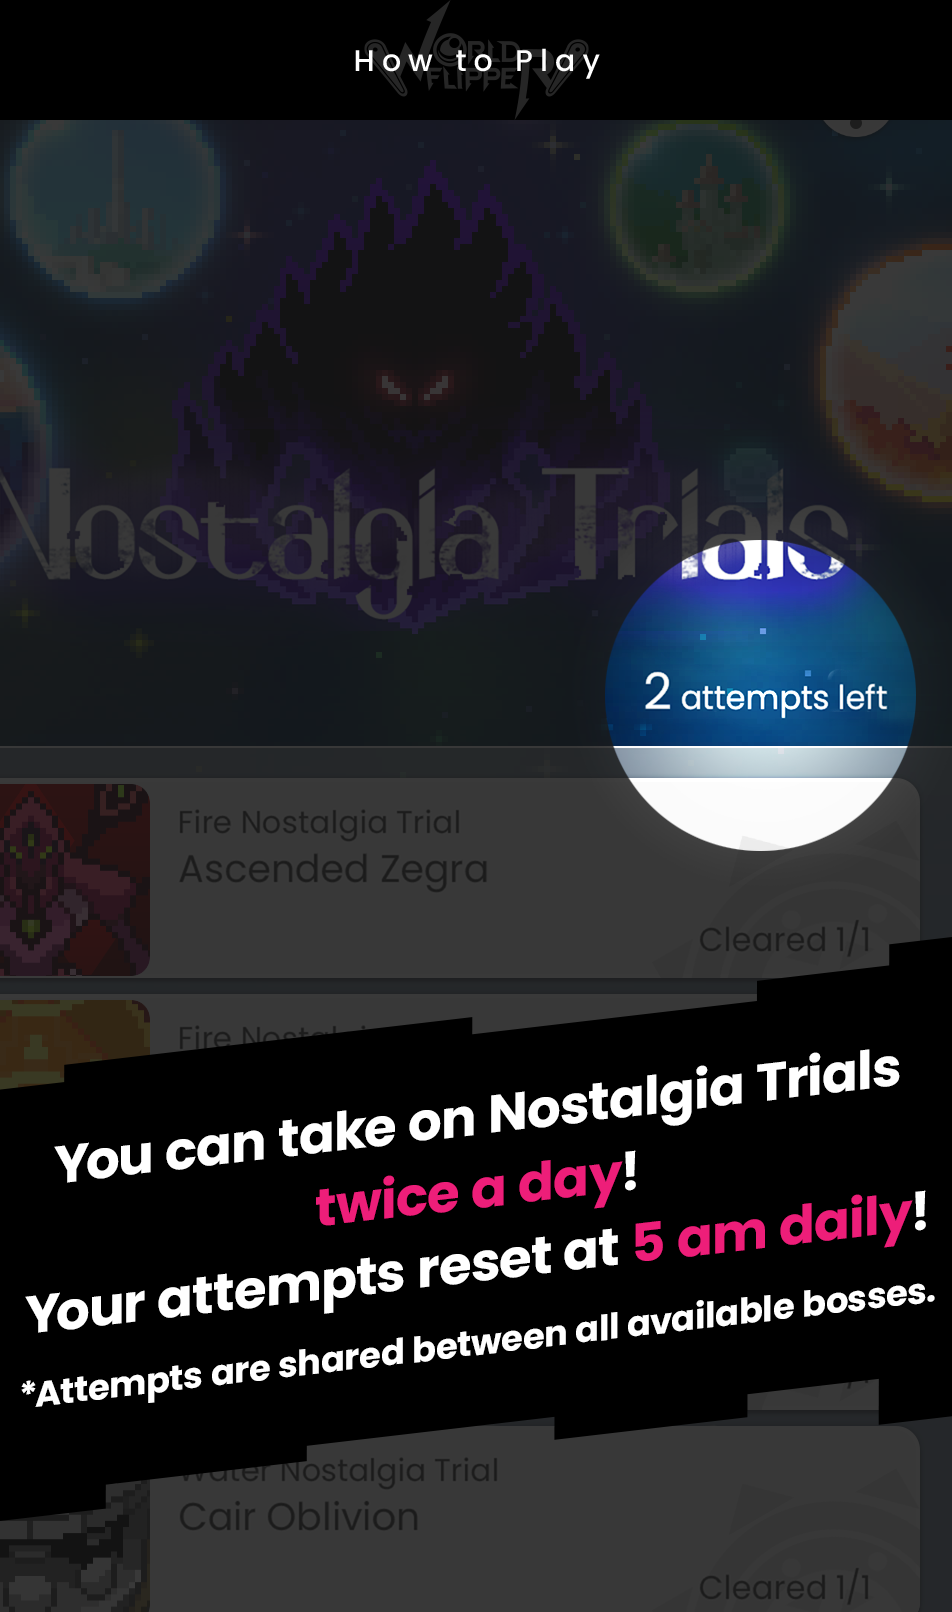 WORLD
FLIPPER
How to Play
Nostalgia Trials
2 attempts left
Fire Nostalgia Trial
Ascended Zegra
Cleared 1/1
Fire Nostalgia
You can take on Nostalgia Trials
twice a day!
Your attempts reset at 5 am daily!
*Attempts are shared between all available bosses.
Water Nostalgia Trial
Cair Oblivion
Cleared 1/1